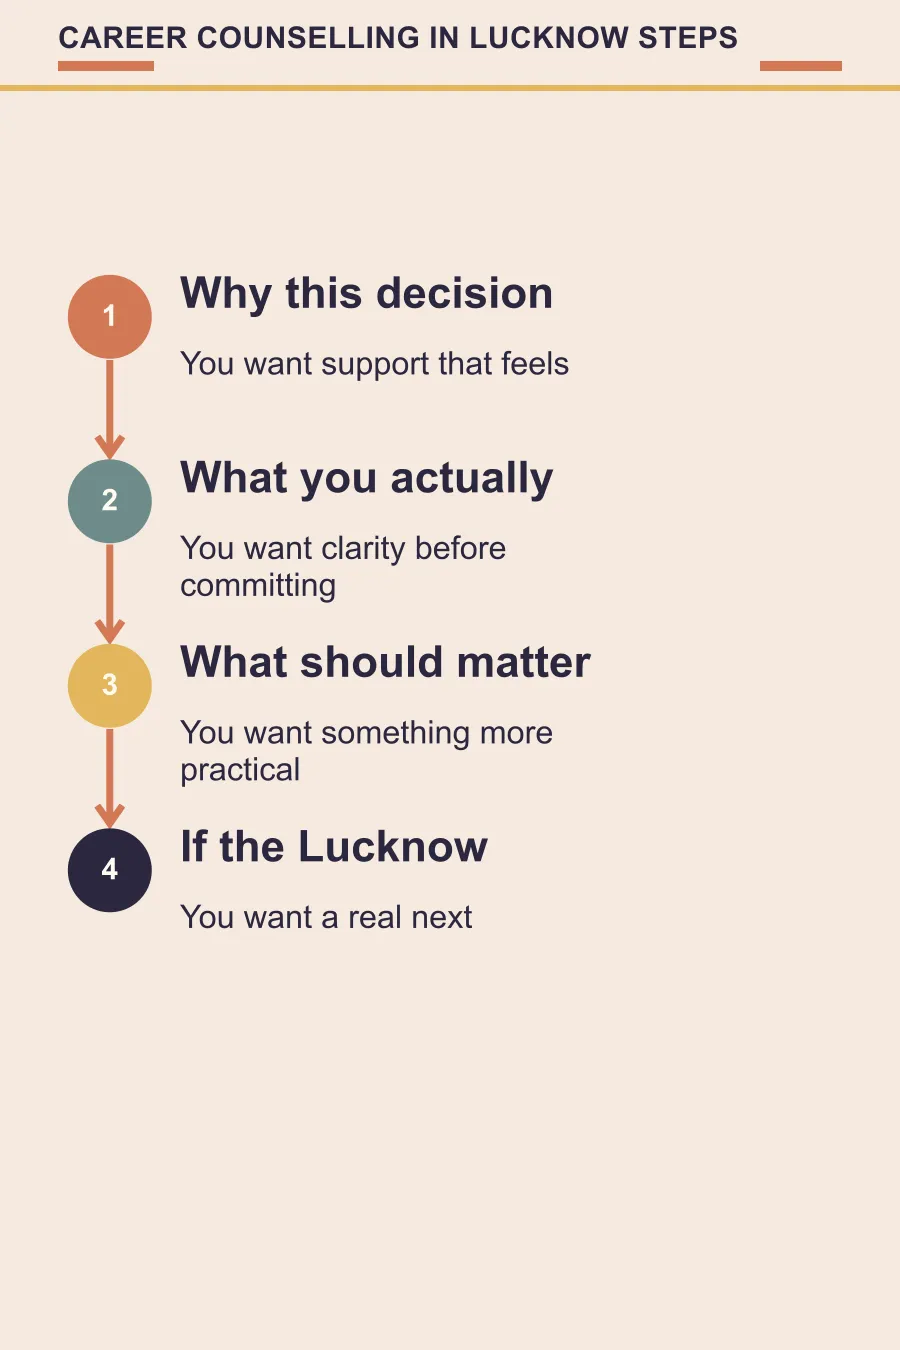 CAREER COUNSELLING IN LUCKNOW STEPS
1
Why this decision
You want support that feels
2
What you actually
You want clarity before
committing
3
What should matter
You want something more
practical
4
If the Lucknow
You want a real next